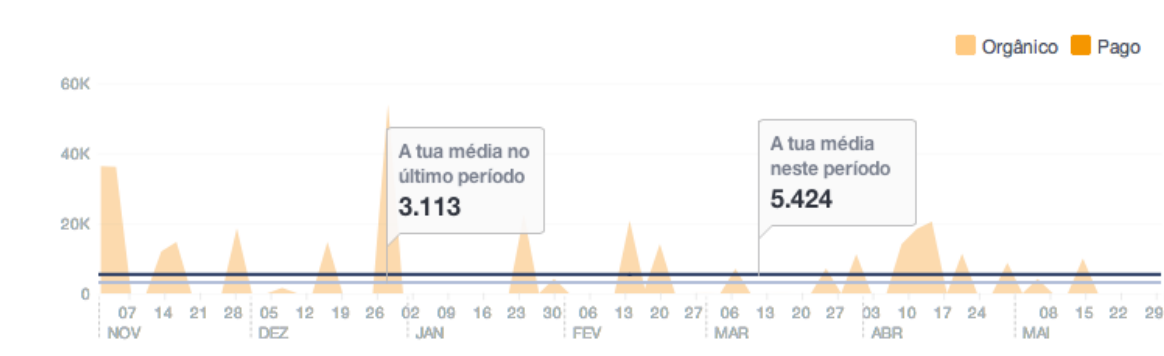 Orgânico Pago
60K
40K
20K
0
A tua média no
último período
3.113
A tua média
neste período
5.424
07 14 21 28 05 12 19 26 02 09 16 23 30 06 13 20 27 06 13 20 27 03 10 17 24 08 15 22 29
NOV DEZ JAN FEV MAR ABR MAI